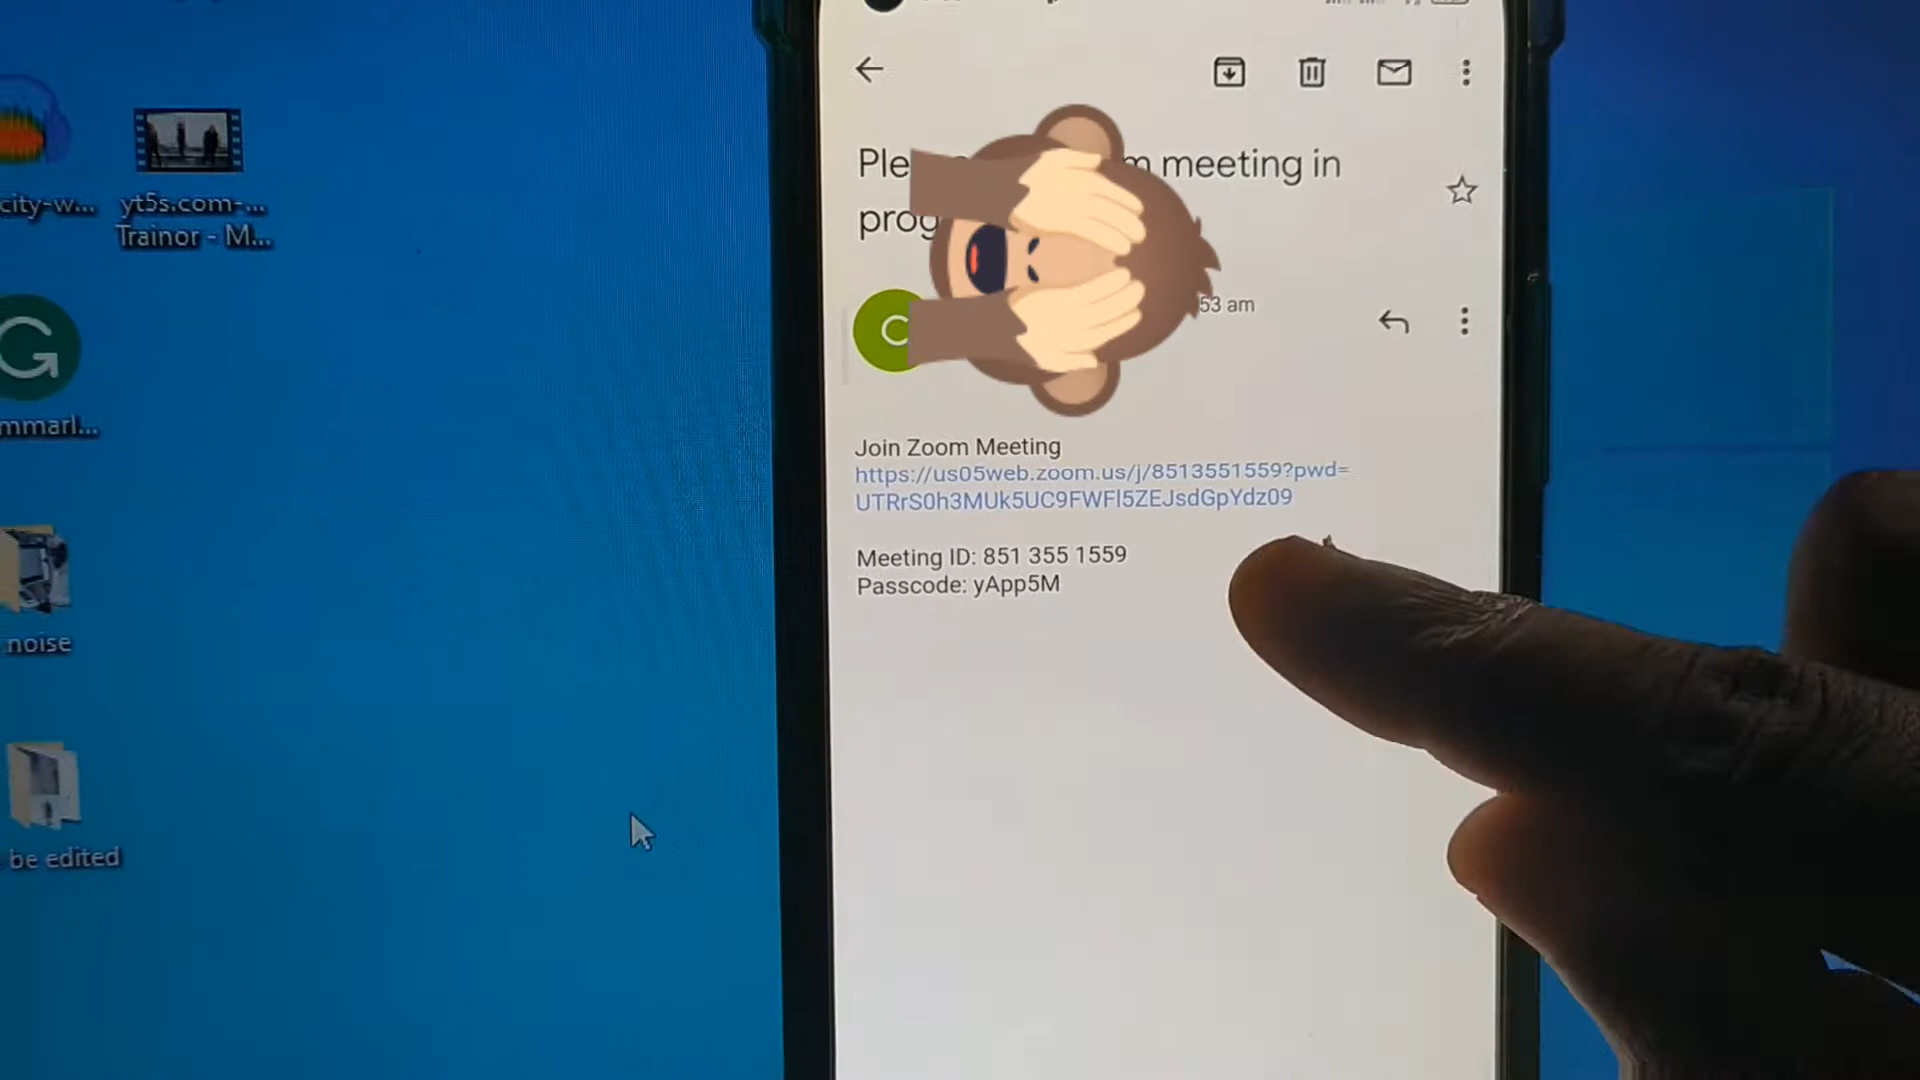 Ple
meeting in
prog
C
53 am
Join Zoom Meeting
https://us05web.zoom.us/j/8513551559?pwd=
UTRrS0h3MUk5UC9FWFl5ZEJsdGpYdz09
Meeting ID: 851 355 1559
Passcode: yApp5M
city-w...
yt5s.com-...
Trainor - M...
mmarl...
noise
be edited